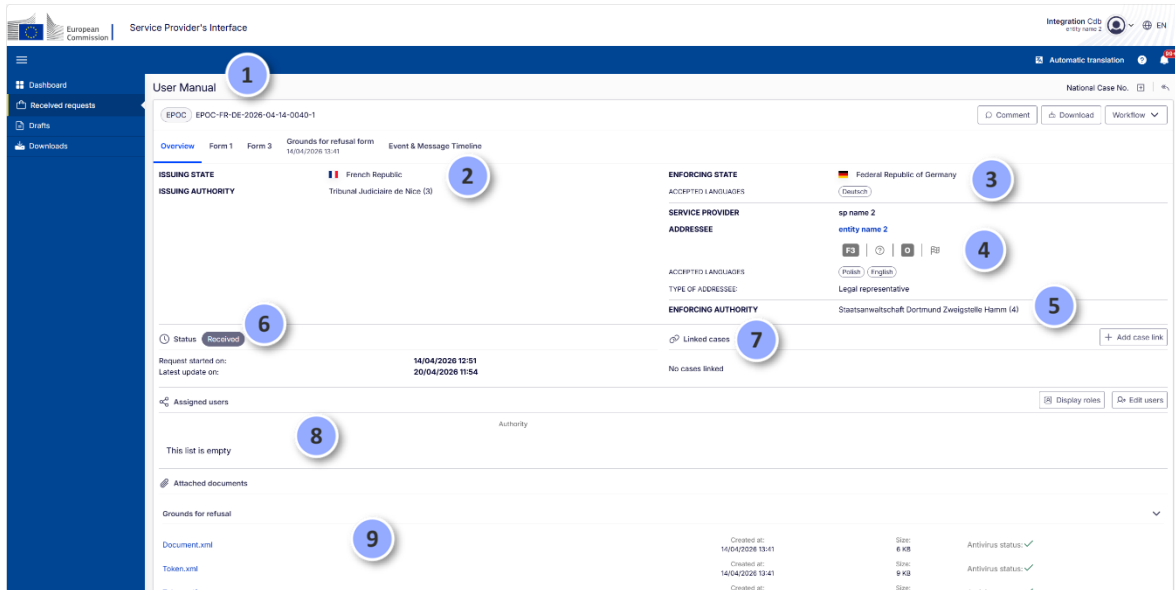 European
Commission
Service Provider's Interface
Integration Cdb
entity name 2
EN
Automatic translation
99+
Dashboard
Received requests
Drafts
Downloads
1
User Manual
National Case No.
EPOC EPOC-FR-DE-2026-04-14-0040-1
Comment
Download
Workflow
Overview
Form 1
Form 3
Grounds for refusal form
14/04/2026 13:41
Event & Message Timeline
ISSUING STATE
French Republic
2
ISSUING AUTHORITY
Tribunal Judiciaire de Nice (3)
ENFORCING STATE
Federal Republic of Germany
3
ACCEPTED LANGUAGES
Deutsch
SERVICE PROVIDER
sp name 2
ADDRESSEE
entity name 2
F3
O
4
ACCEPTED LANGUAGES
Polish English
TYPE OF ADDRESSEE:
Legal representative
ENFORCING AUTHORITY
Staatsanwaltschaft Dortmund Zweigstelle Hamm (4)
5
6
Status Received
Request started on:
14/04/2026 12:51
Latest update on:
20/04/2026 11:54
Linked cases
7
+ Add case link
No cases linked
Assigned users
Display roles
Edit users
Authority
8
This list is empty
Attached documents
Grounds for refusal
9
Document.xml
Created at:
14/04/2026 13:41
Size:
6 KB
Antivirus status:
Token.xml
Created at:
14/04/2026 13:41
Size:
9 KB
Antivirus status:
Created at:
Size: